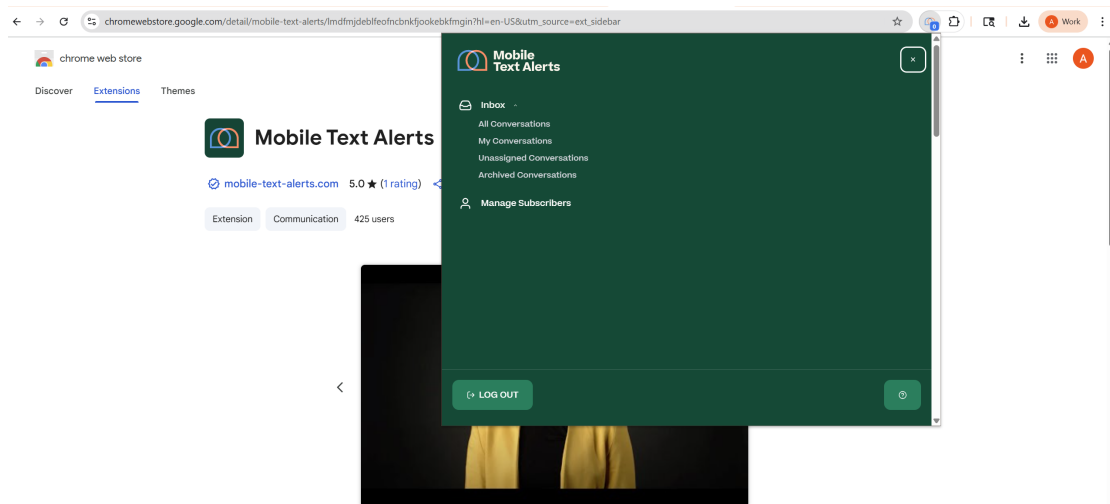 chromewebstore.google.com/detail/mobile-text-alerts/lmdfmjdeblfeofncbnkfjookebkfmgin?hl=en-US&utm_source=ext_sidebar
0
A Work
chrome web store
A
Discover Extensions Themes
Mobile Text Alerts
mobile-text-alerts.com 5.0 ★ (1 rating)
Extension Communication 425 users
Mobile
Text Alerts
×
Inbox
All Conversations
My Conversations
Unassigned Conversations
Archived Conversations
Manage Subscribers
LOG OUT
?